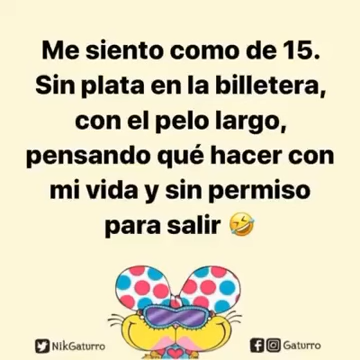 Me siento como de 15.
Sin plata en la billetera,
con el pelo largo,
pensando qué hacer con
mi vida y sin permiso
para salir 🤣
NikGaturro
Gaturro